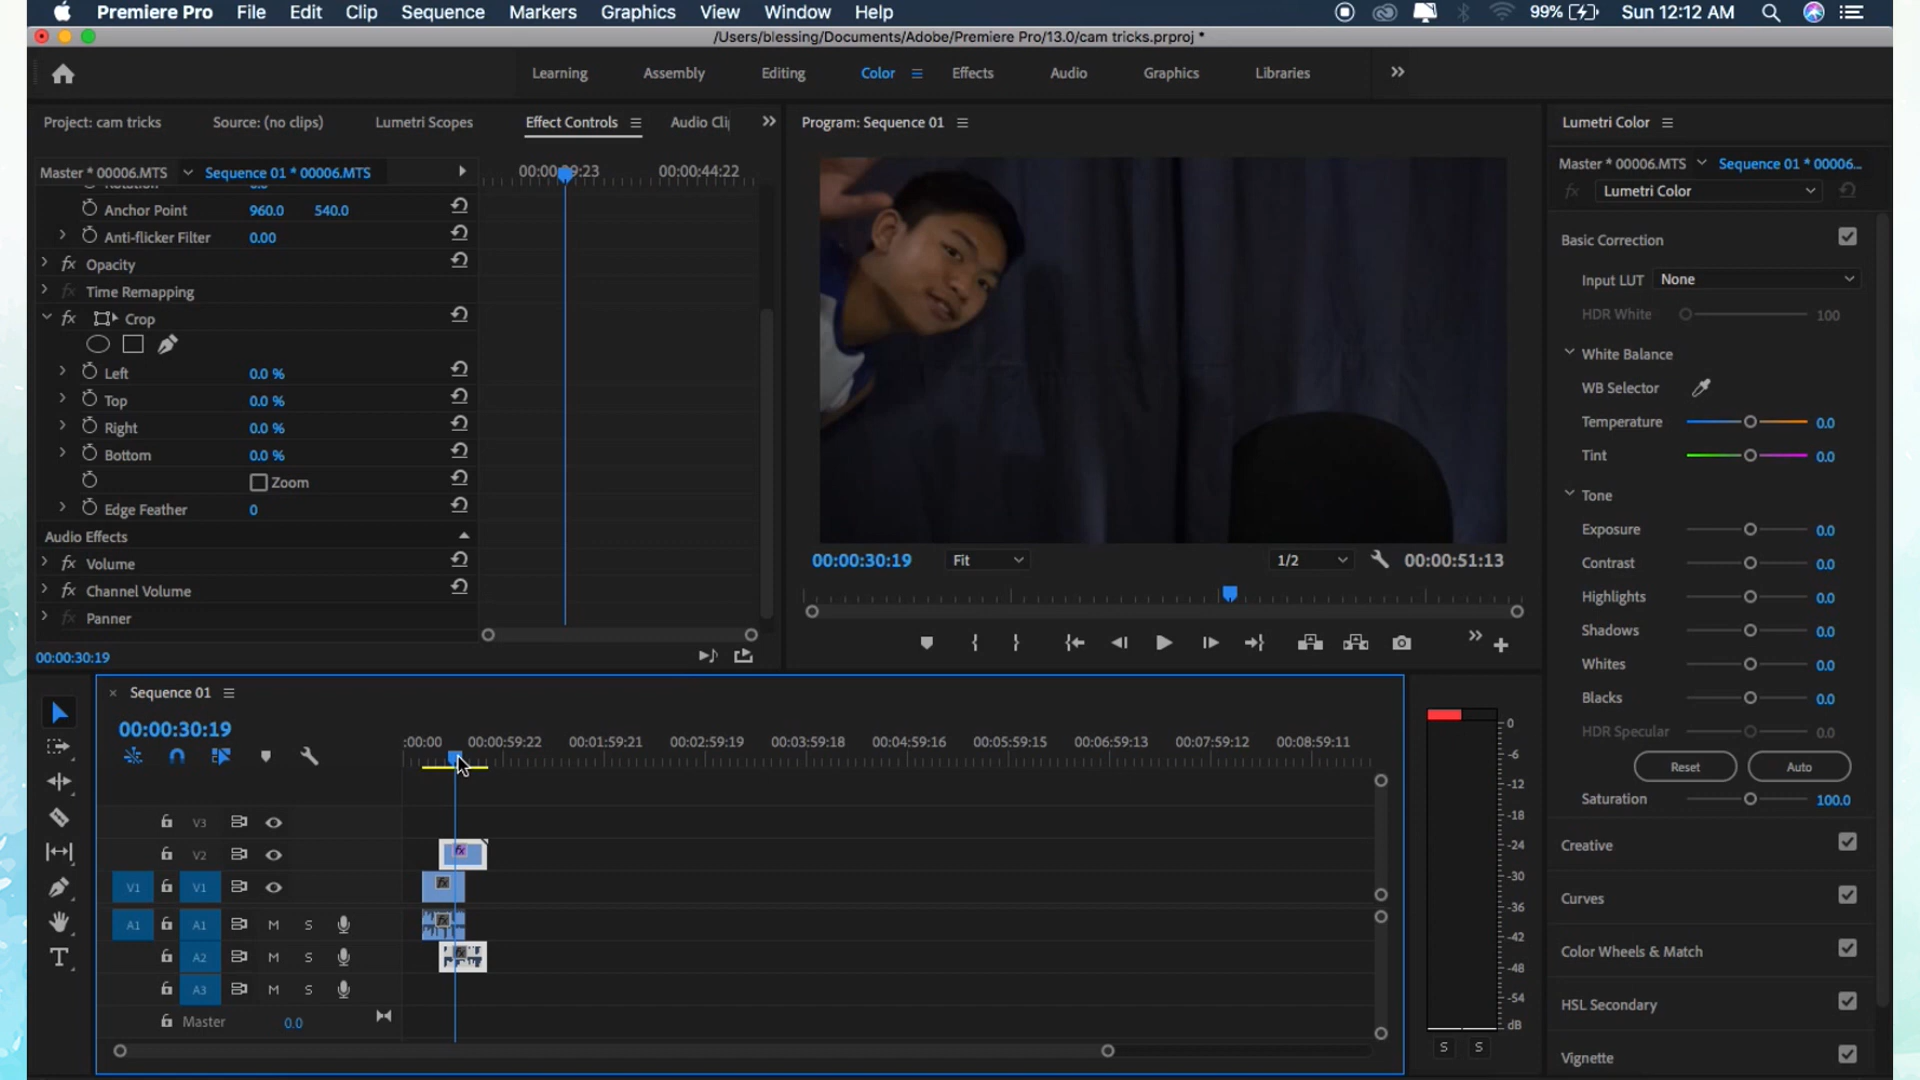 Premiere Pro File Edit Clip Sequence Markers Graphics View Window Help 99% Sun 12:12 AM
/Users/blessing/Documents/Adobe/Premiere Pro/13.0/cam tricks.prproj *
Learning Assembly Editing Color Effects Audio Graphics Libraries
Project: cam tricks Source: (no clips) Lumetri Scopes Effect Controls Audio Cli
Program: Sequence 01
Lumetri Color
Master * 00006.MTS Sequence 01 * 00006.MTS
00:00:44:22
Master * 00006.MTS Sequence 01 * 00006...
fx Lumetri Color
Rotation
Anchor Point 960.0 540.0
Anti-flicker Filter 0.00
fx Opacity
fx Time Remapping
fx Crop
Left 0.0 %
Top 0.0 %
Right 0.0 %
Bottom 0.0 %
Zoom
Edge Feather 0
Audio Effects
fx Volume
fx Channel Volume
fx Panner
00:00:30:19
00:00:30:19 Fit 1/2 00:00:51:13
Basic Correction
Input LUT None
HDR White 100
White Balance
WB Selector
Temperature 0.0
Tint 0.0
Tone
Exposure 0.0
Contrast 0.0
Highlights 0.0
Shadows 0.0
Whites 0.0
Blacks 0.0
HDR Specular 0.0
Reset Auto
Saturation 100.0
Creative
Curves
Color Wheels & Match
HSL Secondary
Vignette
× Sequence 01
00:00:30:19
:00:00 00:00:59:22 00:01:59:21 00:02:59:19 00:03:59:18 00:04:59:16 00:05:59:15 00:06:59:13 00:07:59:12 00:08:59:11
V3
V2 fx
V1 V1 fx
A1 A1 M S fx
A2 M S fx
A3 M S
Master 0.0
0
-6
-12
-18
-24
-30
-36
-42
-48
-54
dB
S S